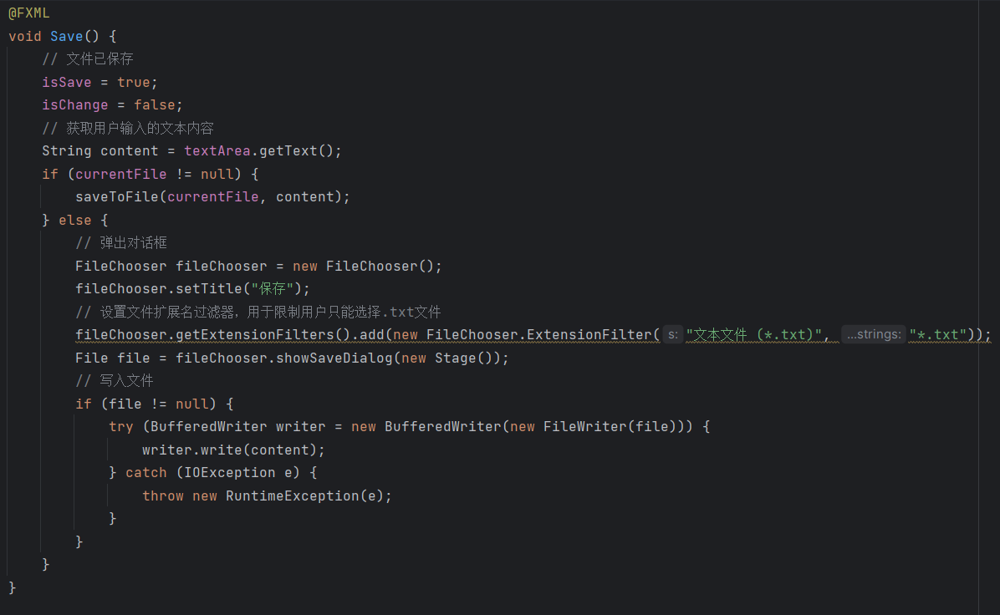 @FXML
void Save() {
// 文件已保存
isSave = true;
isChange = false;
// 获取用户输入的文本内容
String content = textArea.getText();
if (currentFile != null) {
saveToFile(currentFile, content);
} else {
// 弹出对话框
FileChooser fileChooser = new FileChooser();
fileChooser.setTitle("保存");
// 设置文件扩展名过滤器，用于限制用户只能选择.txt文件
fileChooser.getExtensionFilters().add(new FileChooser.ExtensionFilter( s: "文本文件 (*.txt)", ...strings: "*.txt"));
File file = fileChooser.showSaveDialog(new Stage());
// 写入文件
if (file != null) {
try (BufferedWriter writer = new BufferedWriter(new FileWriter(file))) {
writer.write(content);
} catch (IOException e) {
throw new RuntimeException(e);
}
}
}
}